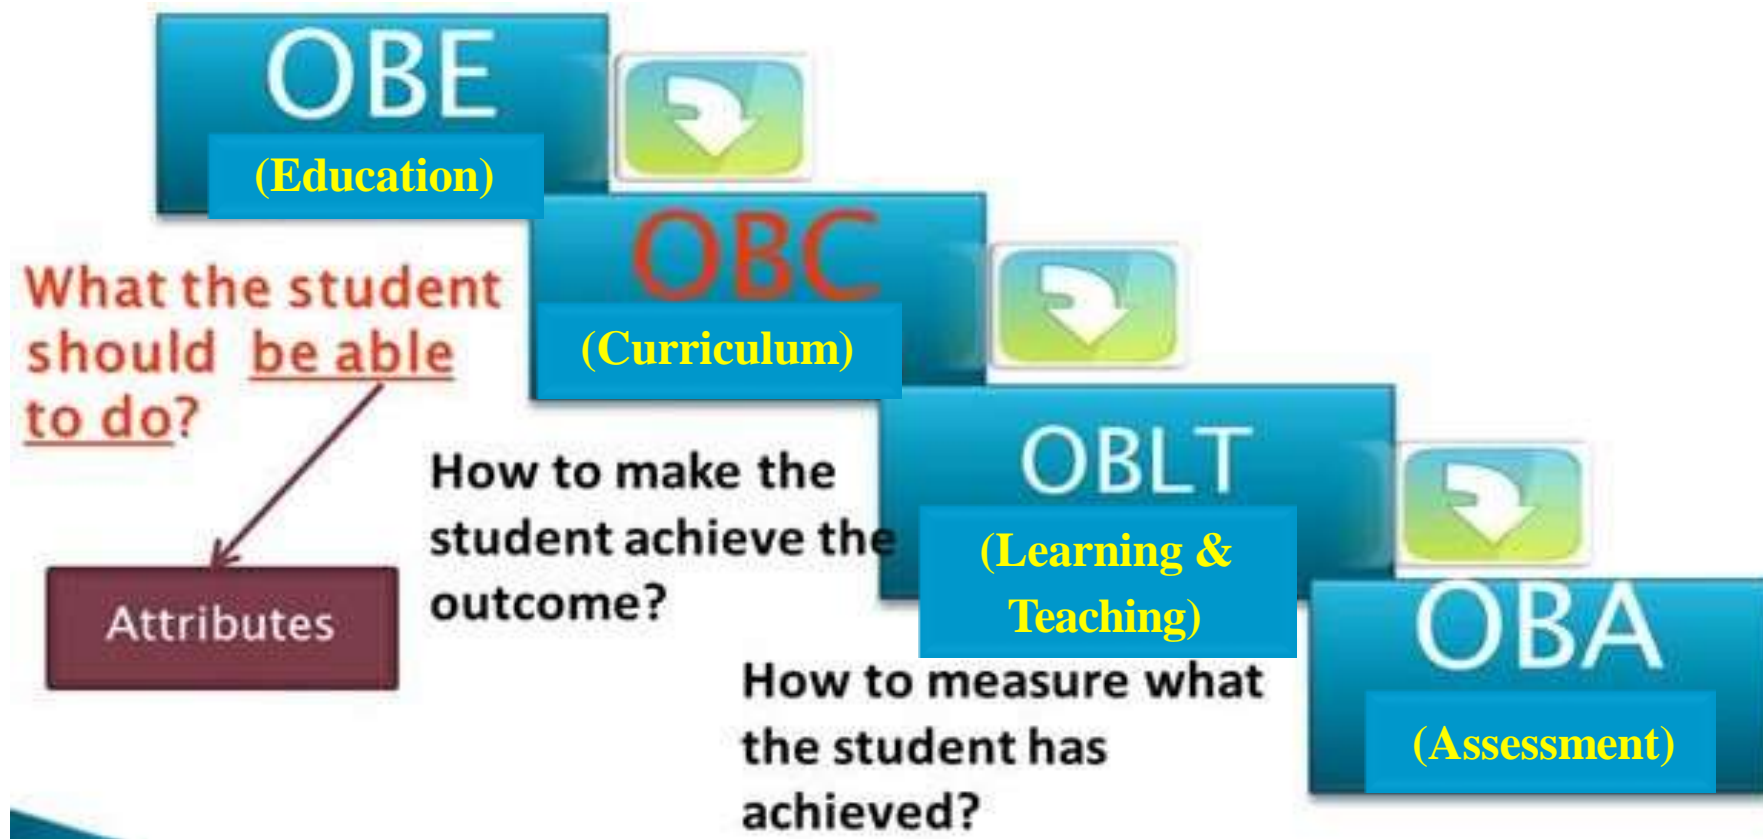 OBE
(Education)
OBC
(Curriculum)
What the student
should be able
to do?
Attributes
How to make the
student achieve the
outcome?
OBLT
(Learning &
Teaching)
How to measure what
the student has
achieved?
OBA
(Assessment)